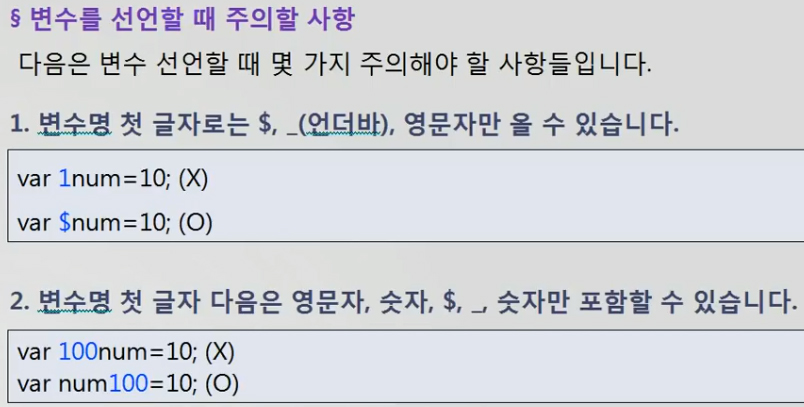 § 변수를 선언할 때 주의할 사항
다음은 변수 선언할 때 몇 가지 주의해야 할 사항들입니다.
1. 변수명 첫 글자로는 $, _(언더바), 영문자만 올 수 있습니다.
var 1num=10; (X)
var $num=10; (O)
2. 변수명 첫 글자 다음은 영문자, 숫자, $, _, 숫자만 포함할 수 있습니다.
var 100num=10; (X)
var num100=10; (O)